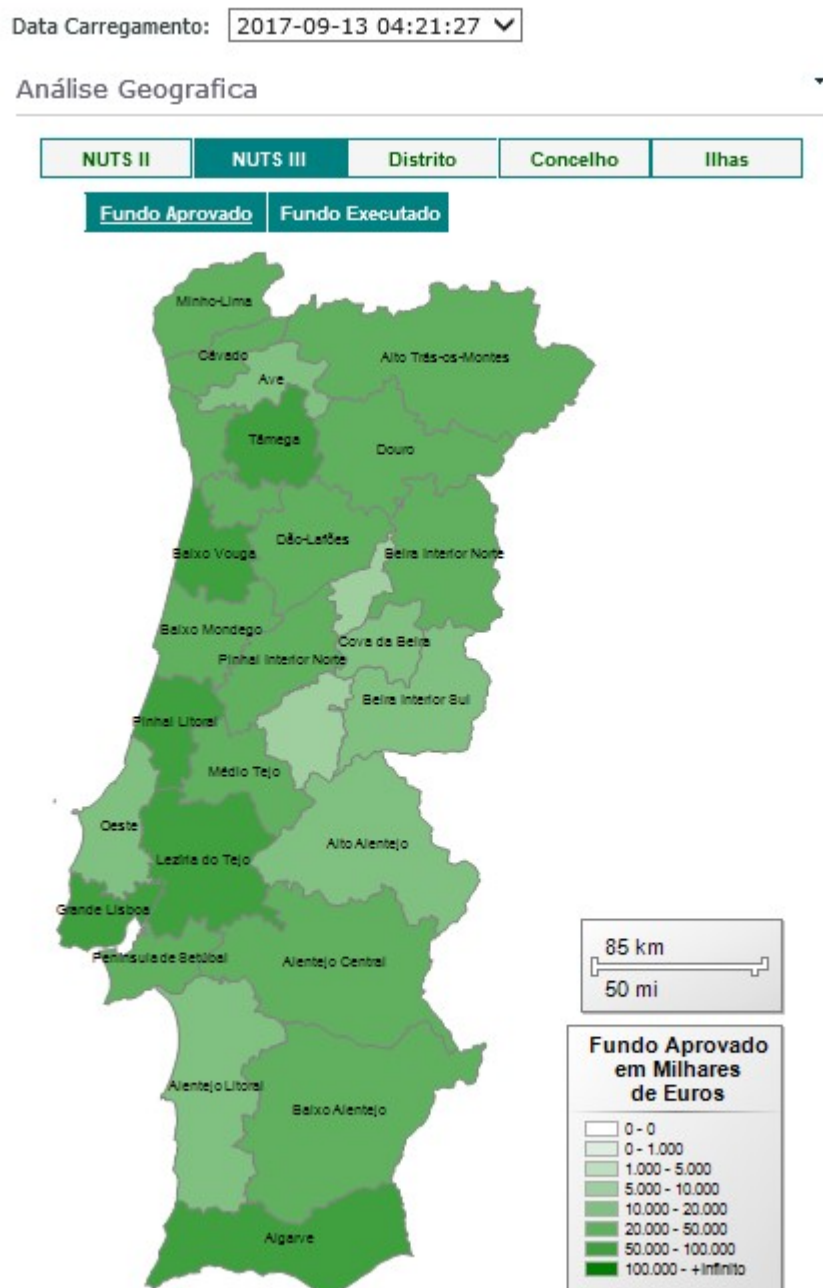 Data Carregamento: 2017-09-13 04:21:27
Análise Geografica
NUTS II NUTS III Distrito Concelho Ilhas
Fundo Aprovado Fundo Executado
Minho-Lima
Cávado
Alto Trás-os-Montes
Ave
Tâmega
Douro
Dão-Lafões
Baixo Vouga
Beira Interior Norte
Baixo Mondego
Cova da Beira
Pinhal Interior Norte
Beira Interior Sul
Pinhal Litoral
Médio Tejo
Oeste
Alto Alentejo
Lezíria do Tejo
Grande Lisboa
Península de Setúbal
Alentejo Central
Alentejo Litoral
Baixo Alentejo
Algarve
85 km
50 mi
Fundo Aprovado
em Milhares
de Euros
0 - 0
0 - 1.000
1.000 - 5.000
5.000 - 10.000
10.000 - 20.000
20.000 - 50.000
50.000 - 100.000
100.000 - +Infinito